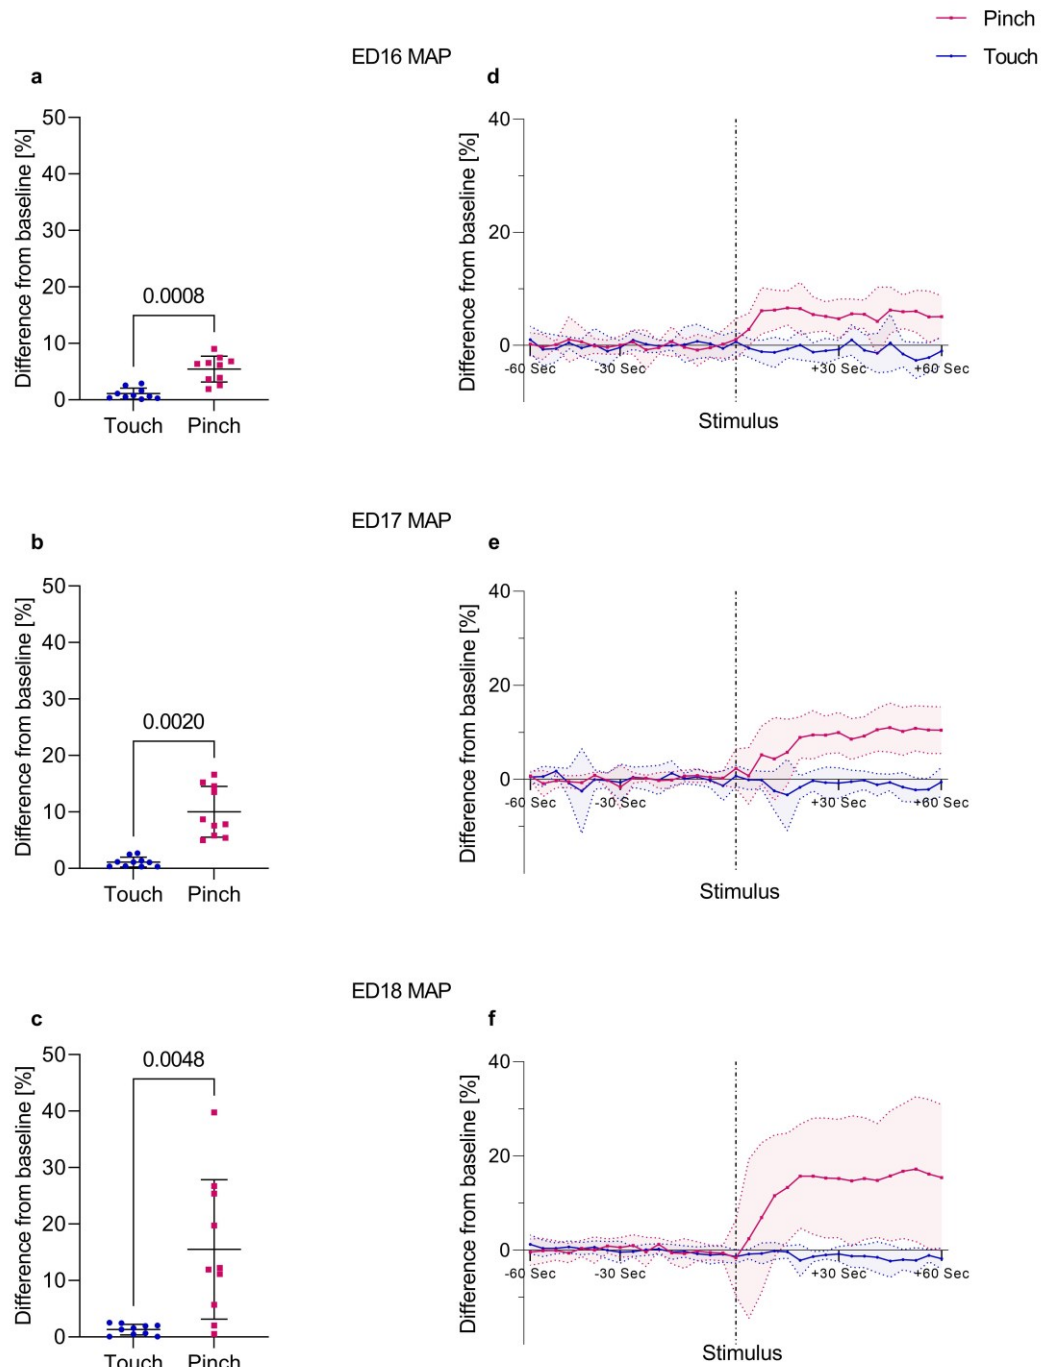 Pinch
Touch
ED16 MAP
a
d
Difference from baseline [%]
50
40
30
20
10
0
0.0008
Touch Pinch
Difference from baseline [%]
40
20
0
-60 Sec -30 Sec +30 Sec +60 Sec
Stimulus
ED17 MAP
b
e
Difference from baseline [%]
50
40
30
20
10
0
0.0020
Touch Pinch
Difference from baseline [%]
40
20
0
-60 Sec -30 Sec +30 Sec +60 Sec
Stimulus
ED18 MAP
c
f
Difference from baseline [%]
50
40
30
20
10
0
0.0048
Touch Pinch
Difference from baseline [%]
40
20
0
-60 Sec -30 Sec +30 Sec +60 Sec
Stimulus